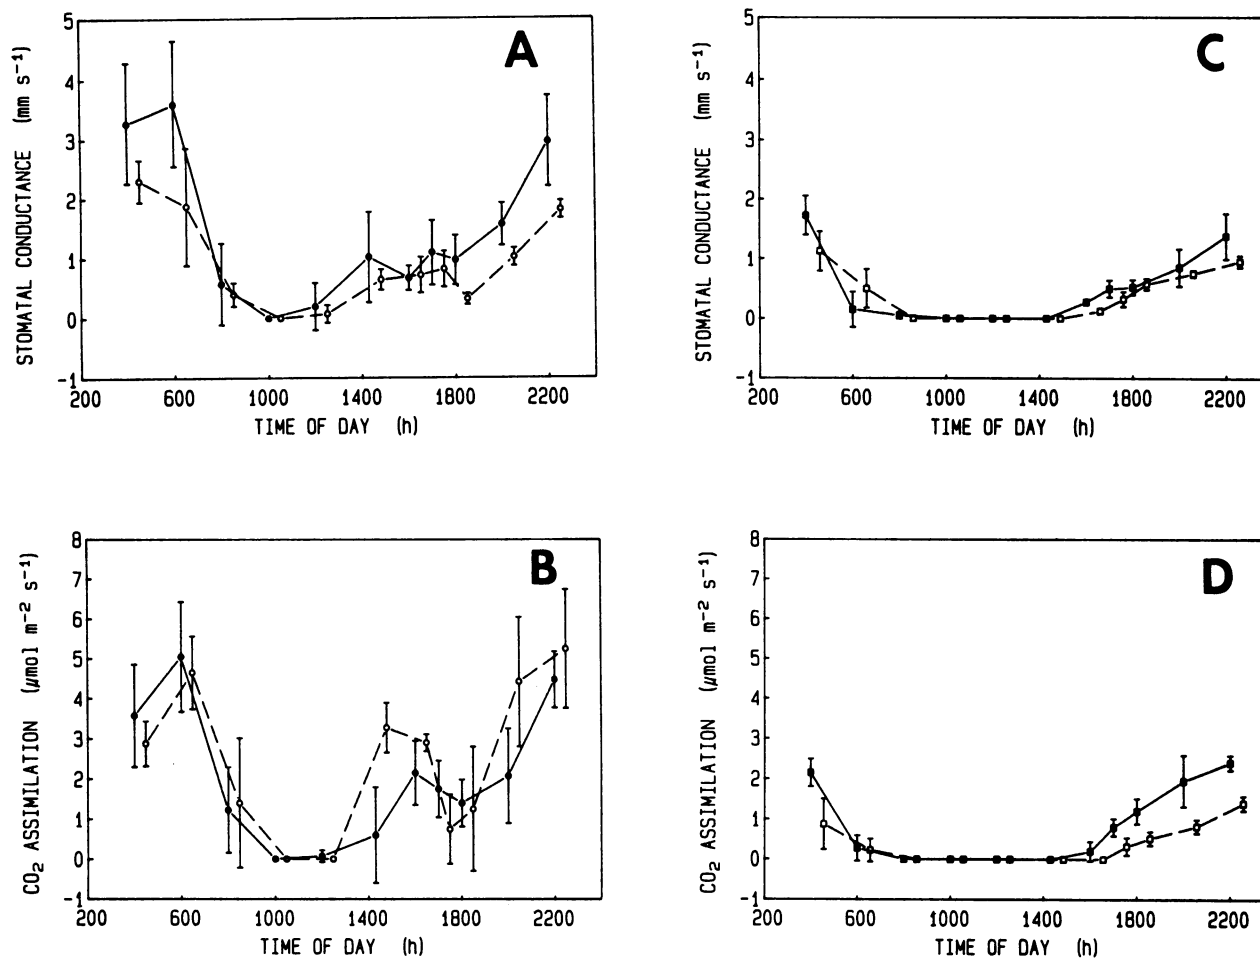 A
STOMATAL CONDUCTANCE (mm s⁻¹)
5
4
3
2
1
0
-1
200 600 1000 1400 1800 2200
TIME OF DAY (h)
C
STOMATAL CONDUCTANCE (mm s⁻¹)
5
4
3
2
1
0
-1
200 600 1000 1400 1800 2200
TIME OF DAY (h)
B
CO₂ ASSIMILATION (µmol m⁻² s⁻¹)
8
7
6
5
4
3
2
1
0
-1
200 600 1000 1400 1800 2200
TIME OF DAY (h)
D
CO₂ ASSIMILATION (µmol m⁻² s⁻¹)
8
7
6
5
4
3
2
1
0
-1
200 600 1000 1400 1800 2200
TIME OF DAY (h)